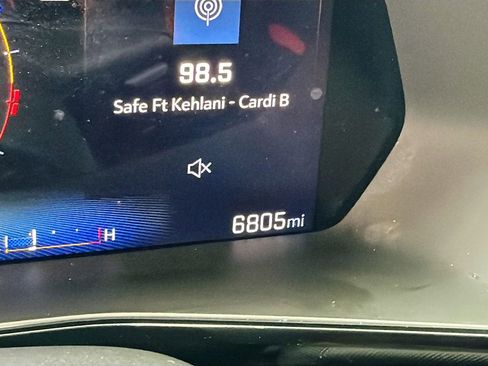 98.5
Safe Ft Kehlani - Cardi B
6805mi
H